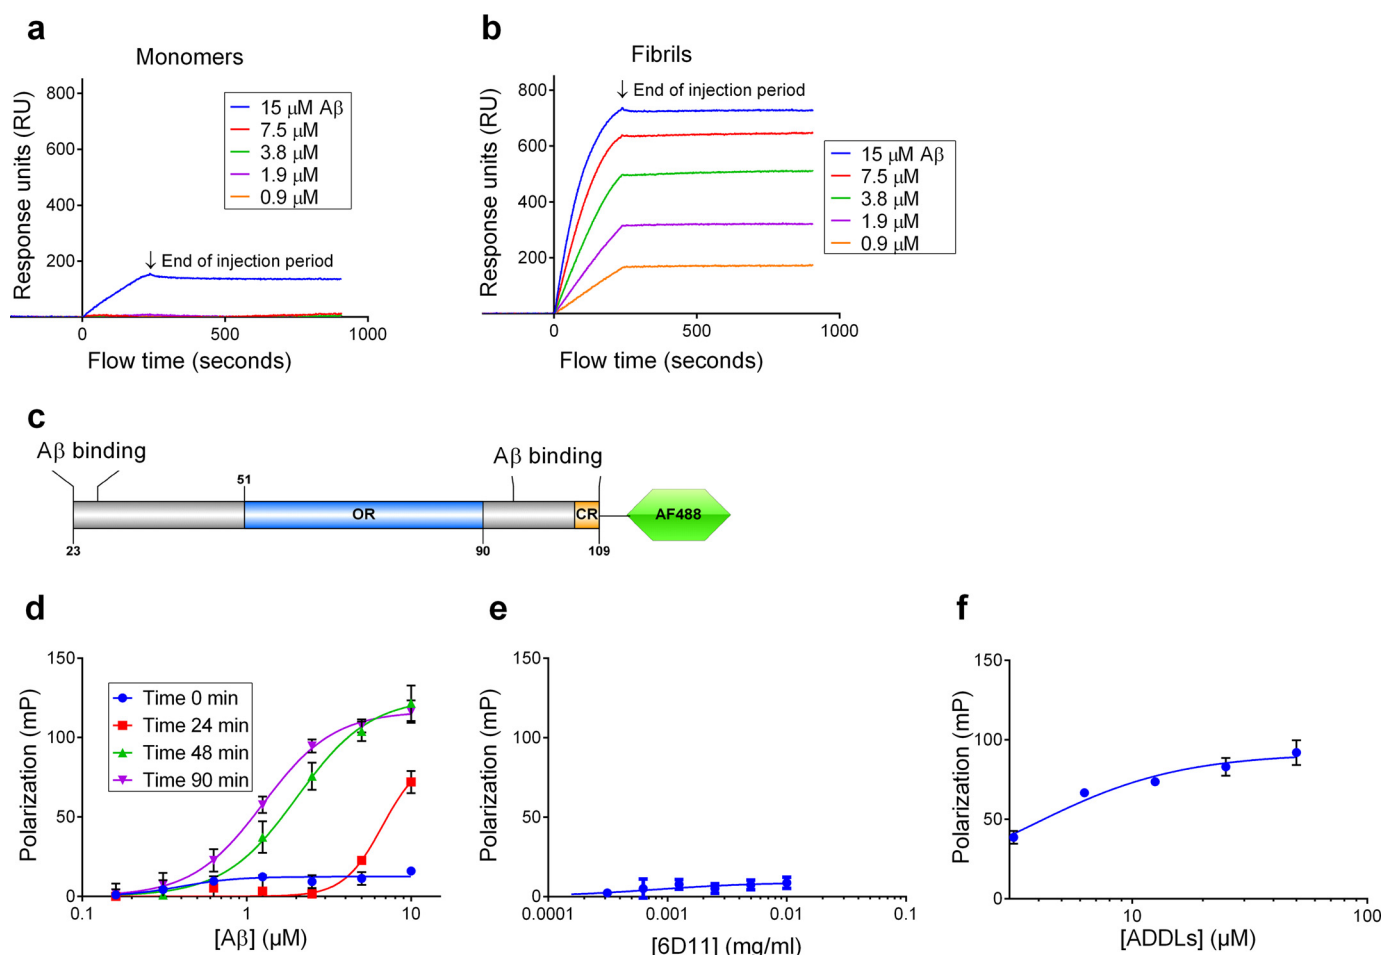 a
Monomers
Response units (RU)
800
600
400
200
15 μM Aβ
7.5 μM
3.8 μM
1.9 μM
0.9 μM
↓ End of injection period
0
500
1000
Flow time (seconds)
b
Fibrils
Response units (RU)
800
600
400
200
↓ End of injection period
15 μM Aβ
7.5 μM
3.8 μM
1.9 μM
0.9 μM
0
500
1000
Flow time (seconds)
c
Aβ binding
Aβ binding
51
OR
CR
AF488
23
90
109
d
Polarization (mP)
150
100
50
0
Time 0 min
Time 24 min
Time 48 min
Time 90 min
0.1
1
10
[Aβ] (μM)
e
Polarization (mP)
150
100
50
0
0.0001
0.001
0.01
0.1
[6D11] (mg/ml)
f
Polarization (mP)
150
100
50
0
10
100
[ADDLs] (μM)